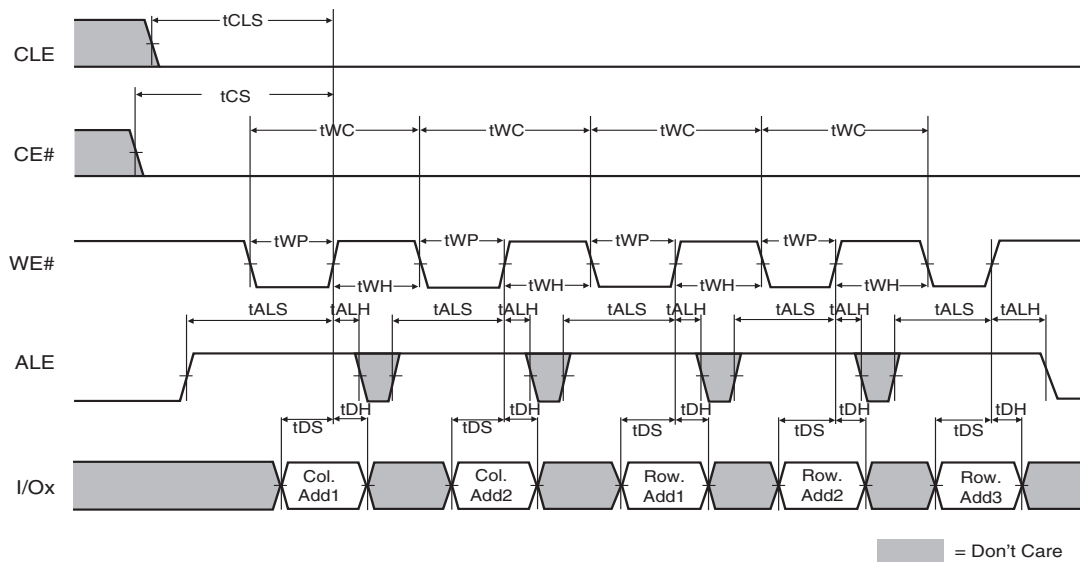 tCLS
CLE
tCS
tWC tWC tWC tWC
CE#
tWP tWP tWP tWP
WE#
tWH tWH tWH tWH
tALS tALH tALS tALH tALS tALH tALS tALH tALS tALH
ALE
tDS tDH tDS tDH tDS tDH tDS tDH tDS tDH
I/Ox
Col. Add1
Col. Add2
Row. Add1
Row. Add2
Row. Add3
= Don't Care